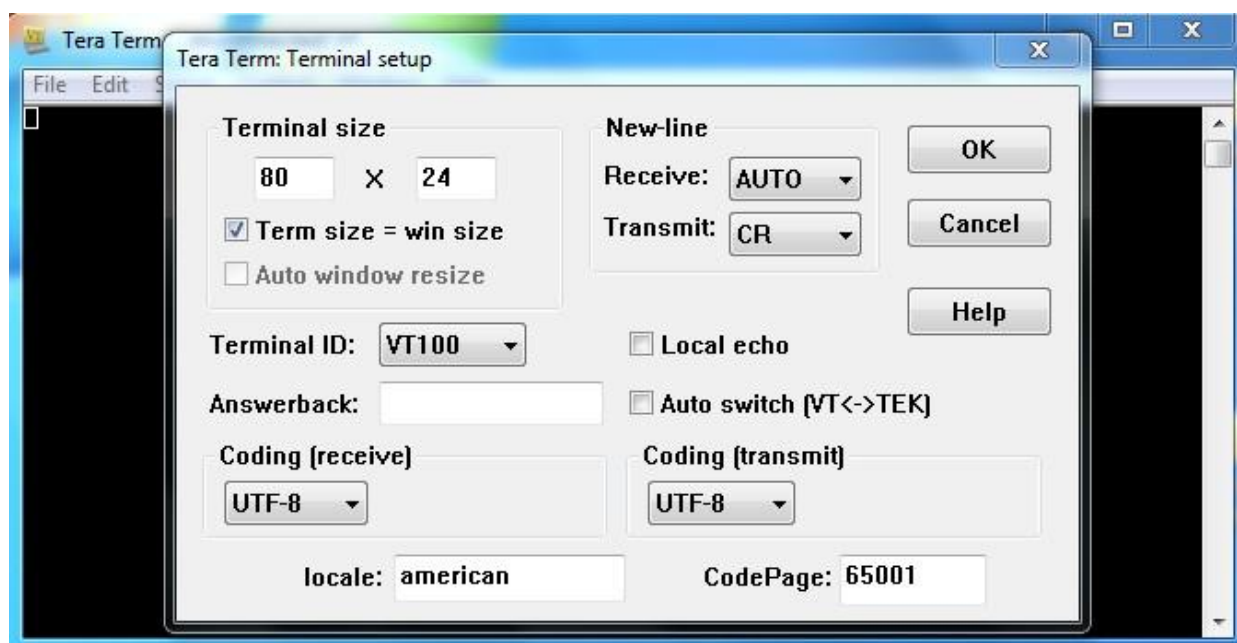 Tera Term
Tera Term: Terminal setup
File Edit
Terminal size
80 X 24
Term size = win size
Auto window resize
New-line
Receive: AUTO
Transmit: CR
OK
Cancel
Help
Terminal ID: VT100
Local echo
Answerback:
Auto switch (VT<->TEK)
Coding (receive)
UTF-8
Coding (transmit)
UTF-8
locale: american
CodePage: 65001